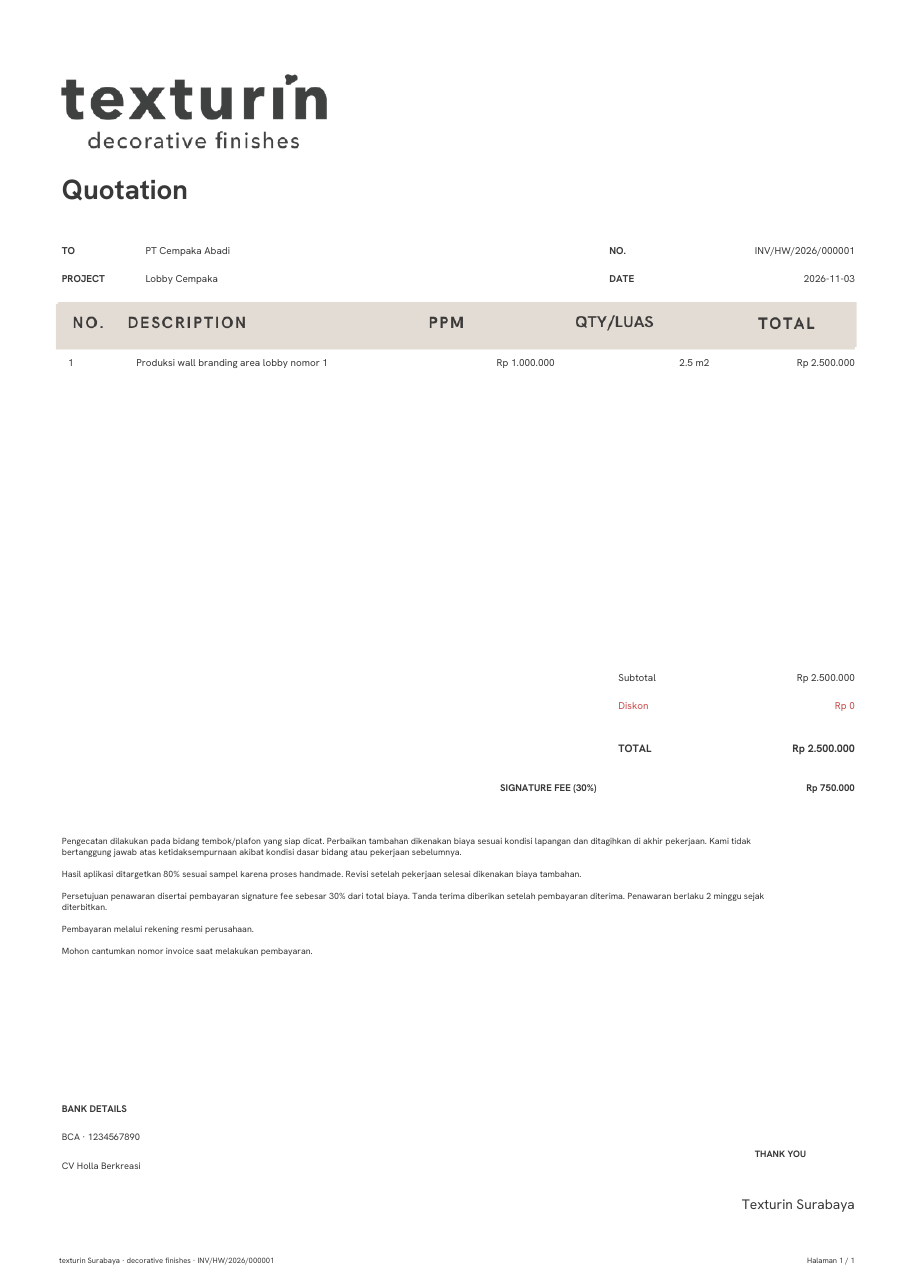 texturin
decorative finishes
Quotation
TO PT Cempaka Abadi NO. INV/HW/2026/000001
PROJECT Lobby Cempaka DATE 2026-11-03
NO. DESCRIPTION PPM QTY/LUAS TOTAL
1 Produksi wall branding area lobby nomor 1 Rp 1.000.000 2.5 m2 Rp 2.500.000
Subtotal Rp 2.500.000
Diskon Rp 0
TOTAL Rp 2.500.000
SIGNATURE FEE (30%) Rp 750.000
Pengecatan dilakukan pada bidang tembok/plafon yang siap dicat. Perbaikan tambahan dikenakan biaya sesuai kondisi lapangan dan ditagihkan di akhir pekerjaan. Kami tidak
bertanggung jawab atas ketidaksempurnaan akibat kondisi dasar bidang atau pekerjaan sebelumnya.
Hasil aplikasi ditargetkan 80% sesuai sampel karena proses handmade. Revisi setelah pekerjaan selesai dikenakan biaya tambahan.
Persetujuan penawaran disertai pembayaran signature fee sebesar 30% dari total biaya. Tanda terima diberikan setelah pembayaran diterima. Penawaran berlaku 2 minggu sejak
diterbitkan.
Pembayaran melalui rekening resmi perusahaan.
Mohon cantumkan nomor invoice saat melakukan pembayaran.
BANK DETAILS
BCA · 1234567890
CV Holla Berkreasi
THANK YOU
Texturin Surabaya
texturin Surabaya · decorative finishes · INV/HW/2026/000001 Halaman 1 / 1